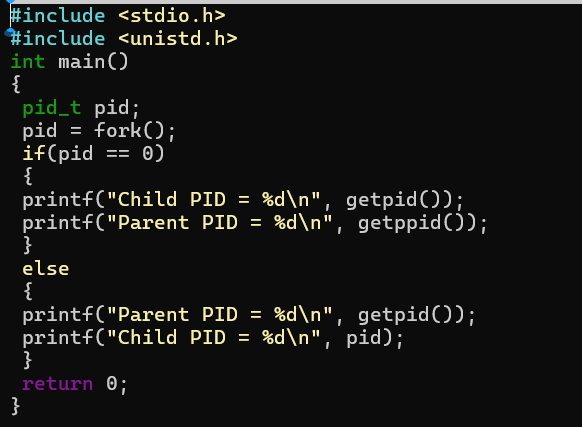 #include <stdio.h>
#include <unistd.h>
int main()
{
 pid_t pid;
 pid = fork();
 if(pid == 0)
 {
 printf("Child PID = %d\n", getpid());
 printf("Parent PID = %d\n", getppid());
 }
 else
 {
 printf("Parent PID = %d\n", getpid());
 printf("Child PID = %d\n", pid);
 }
 return 0;
}